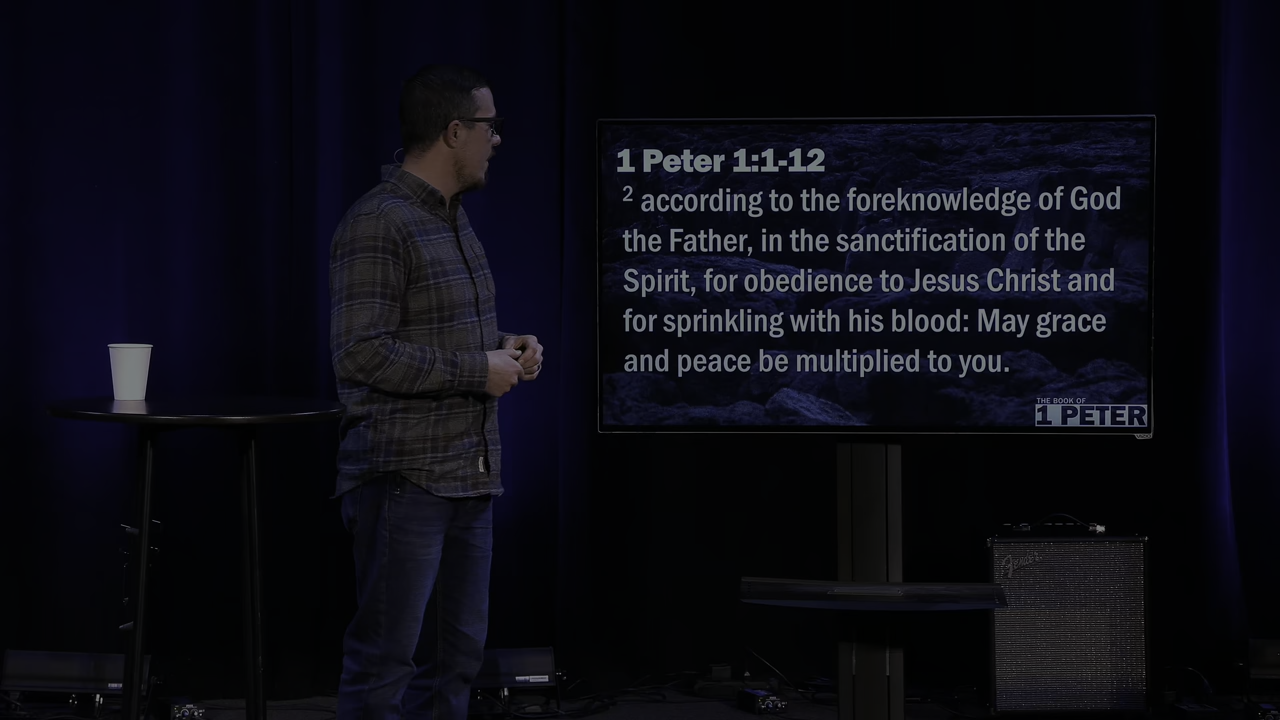 1 Peter 1:1-12
2 according to the foreknowledge of God
the Father, in the sanctification of the
Spirit, for obedience to Jesus Christ and
for sprinkling with his blood: May grace
and peace be multiplied to you.
THE BOOK OF
1 PETER
Fender